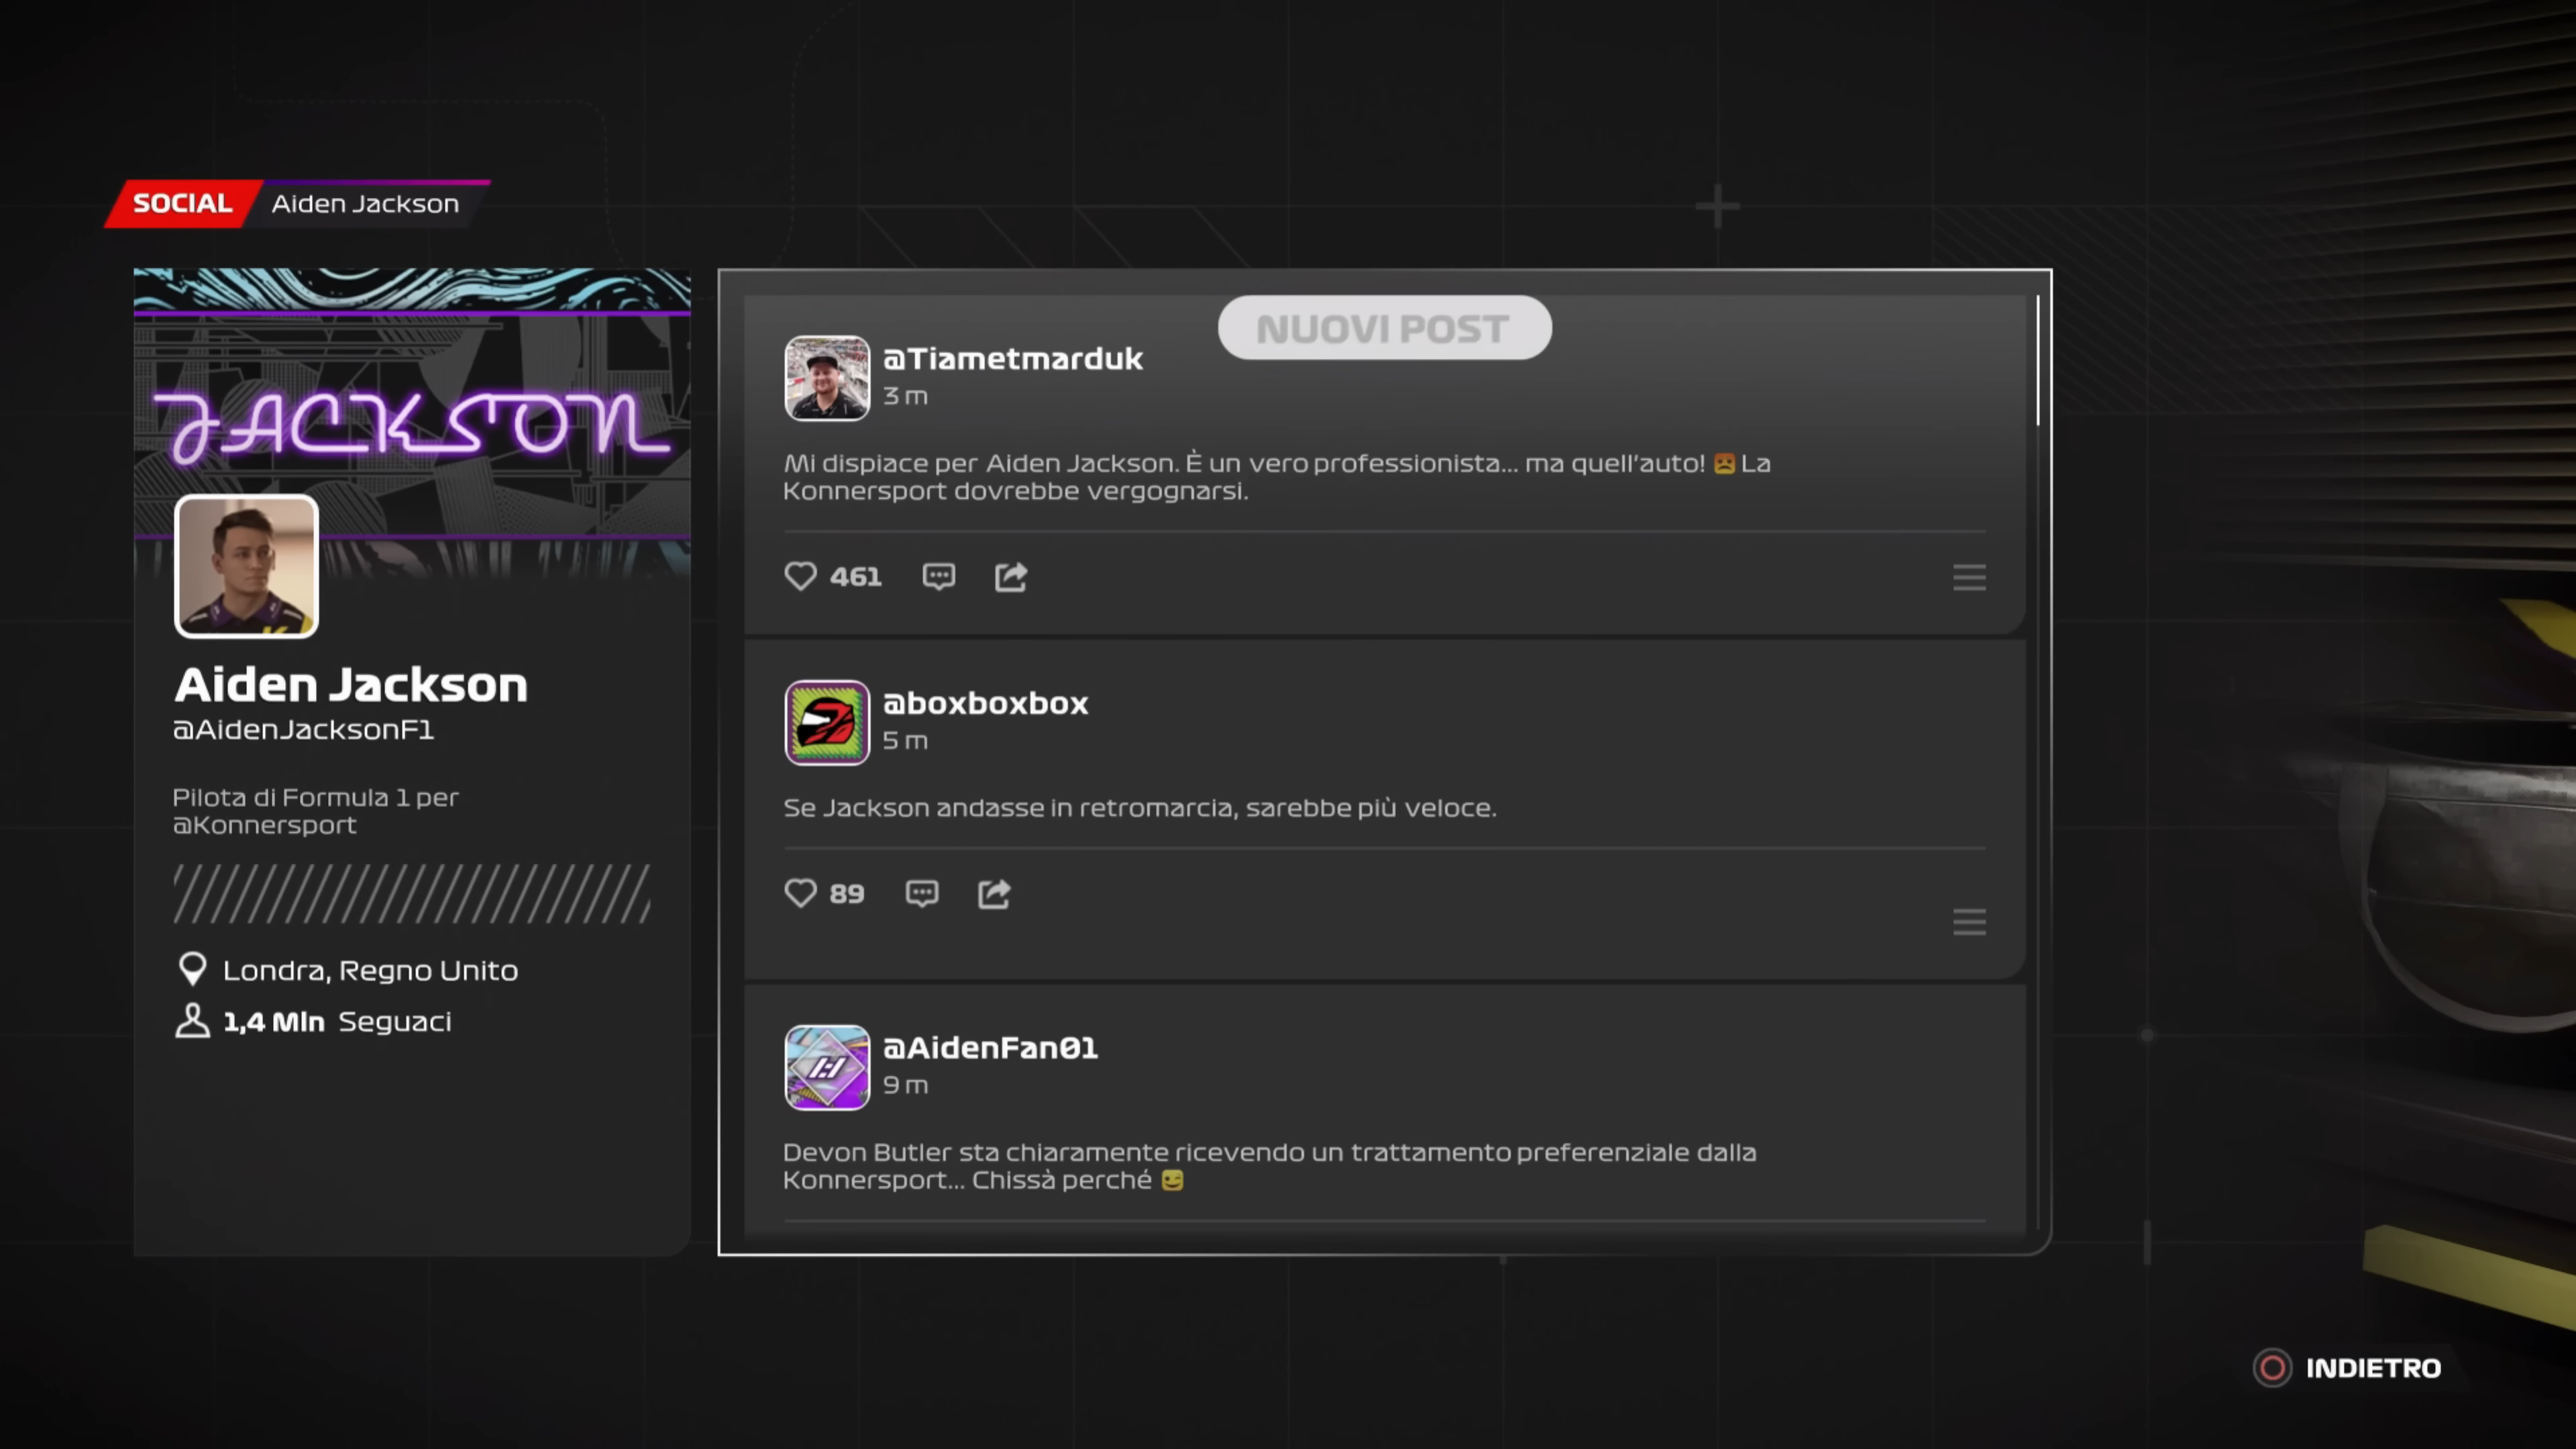 SOCIAL Aiden Jackson
JACKSON
Aiden Jackson
@AidenJacksonF1
Pilota di Formula 1 per
@Konnersport
Londra, Regno Unito
1,4 Mln Seguaci
NUOVI POST
@Tiametmarduk
3 m
Mi dispiace per Aiden Jackson. È un vero professionista... ma quell'auto! 😡 La
Konnersport dovrebbe vergognarsi.
461
@boxboxbox
5 m
Se Jackson andasse in retromarcia, sarebbe più veloce.
89
@AidenFan01
9 m
Devon Butler sta chiaramente ricevendo un trattamento preferenziale dalla
Konnersport... Chissà perché 😉
INDIETRO